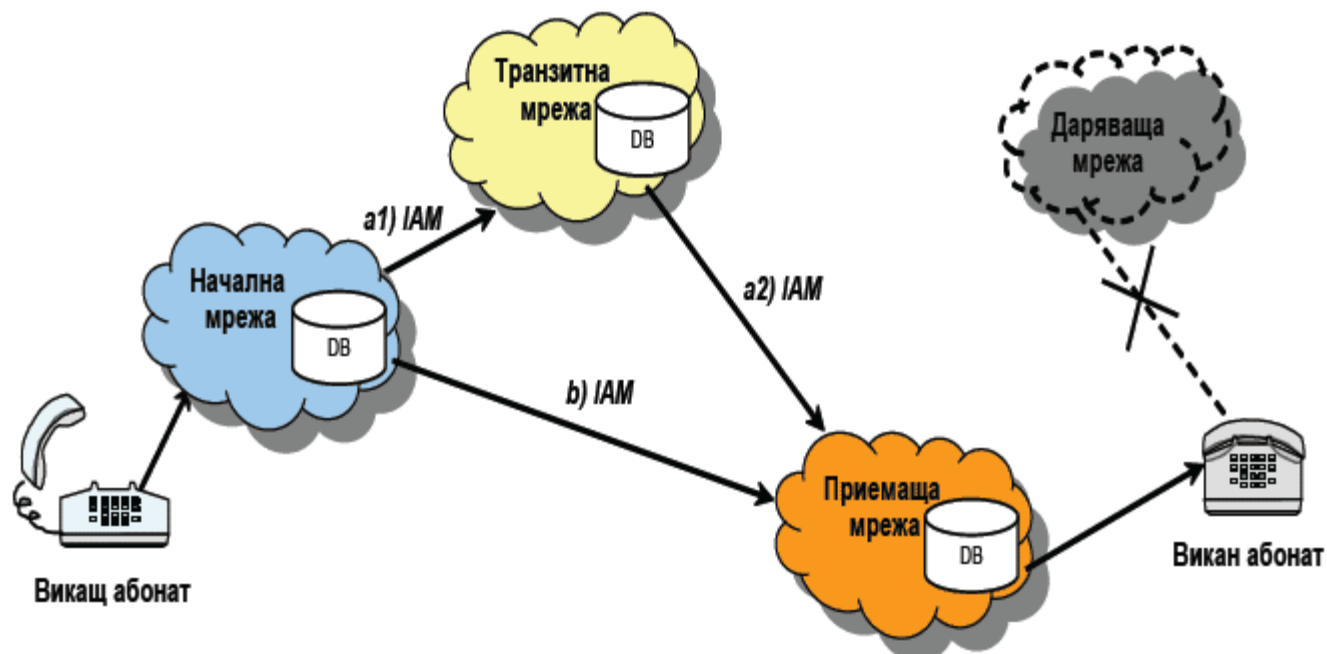 Транзитна
мрежа
DB
Даряваща
мрежа
a1) IAM
Начална
мрежа
DB
a2) IAM
b) IAM
Приемаща
мрежа
DB
Викащ абонат
Викан абонат